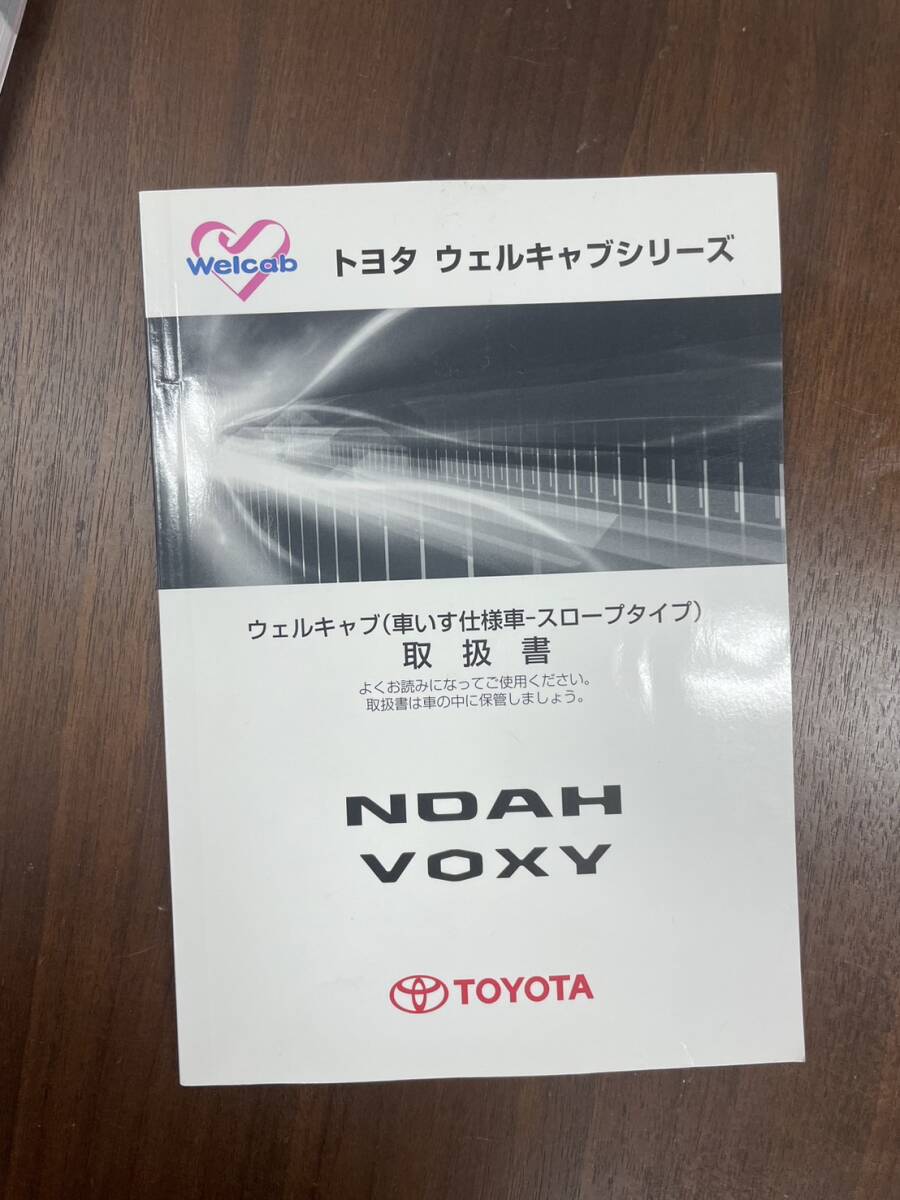 Welcab
トヨタ ウェルキャブシリーズ
ウェルキャブ(車いす仕様車-スロープタイプ)
取扱書
よくお読みになってご使用ください。
取扱書は車の中に保管しましょう。
NOAH
VOXY
TOYOTA